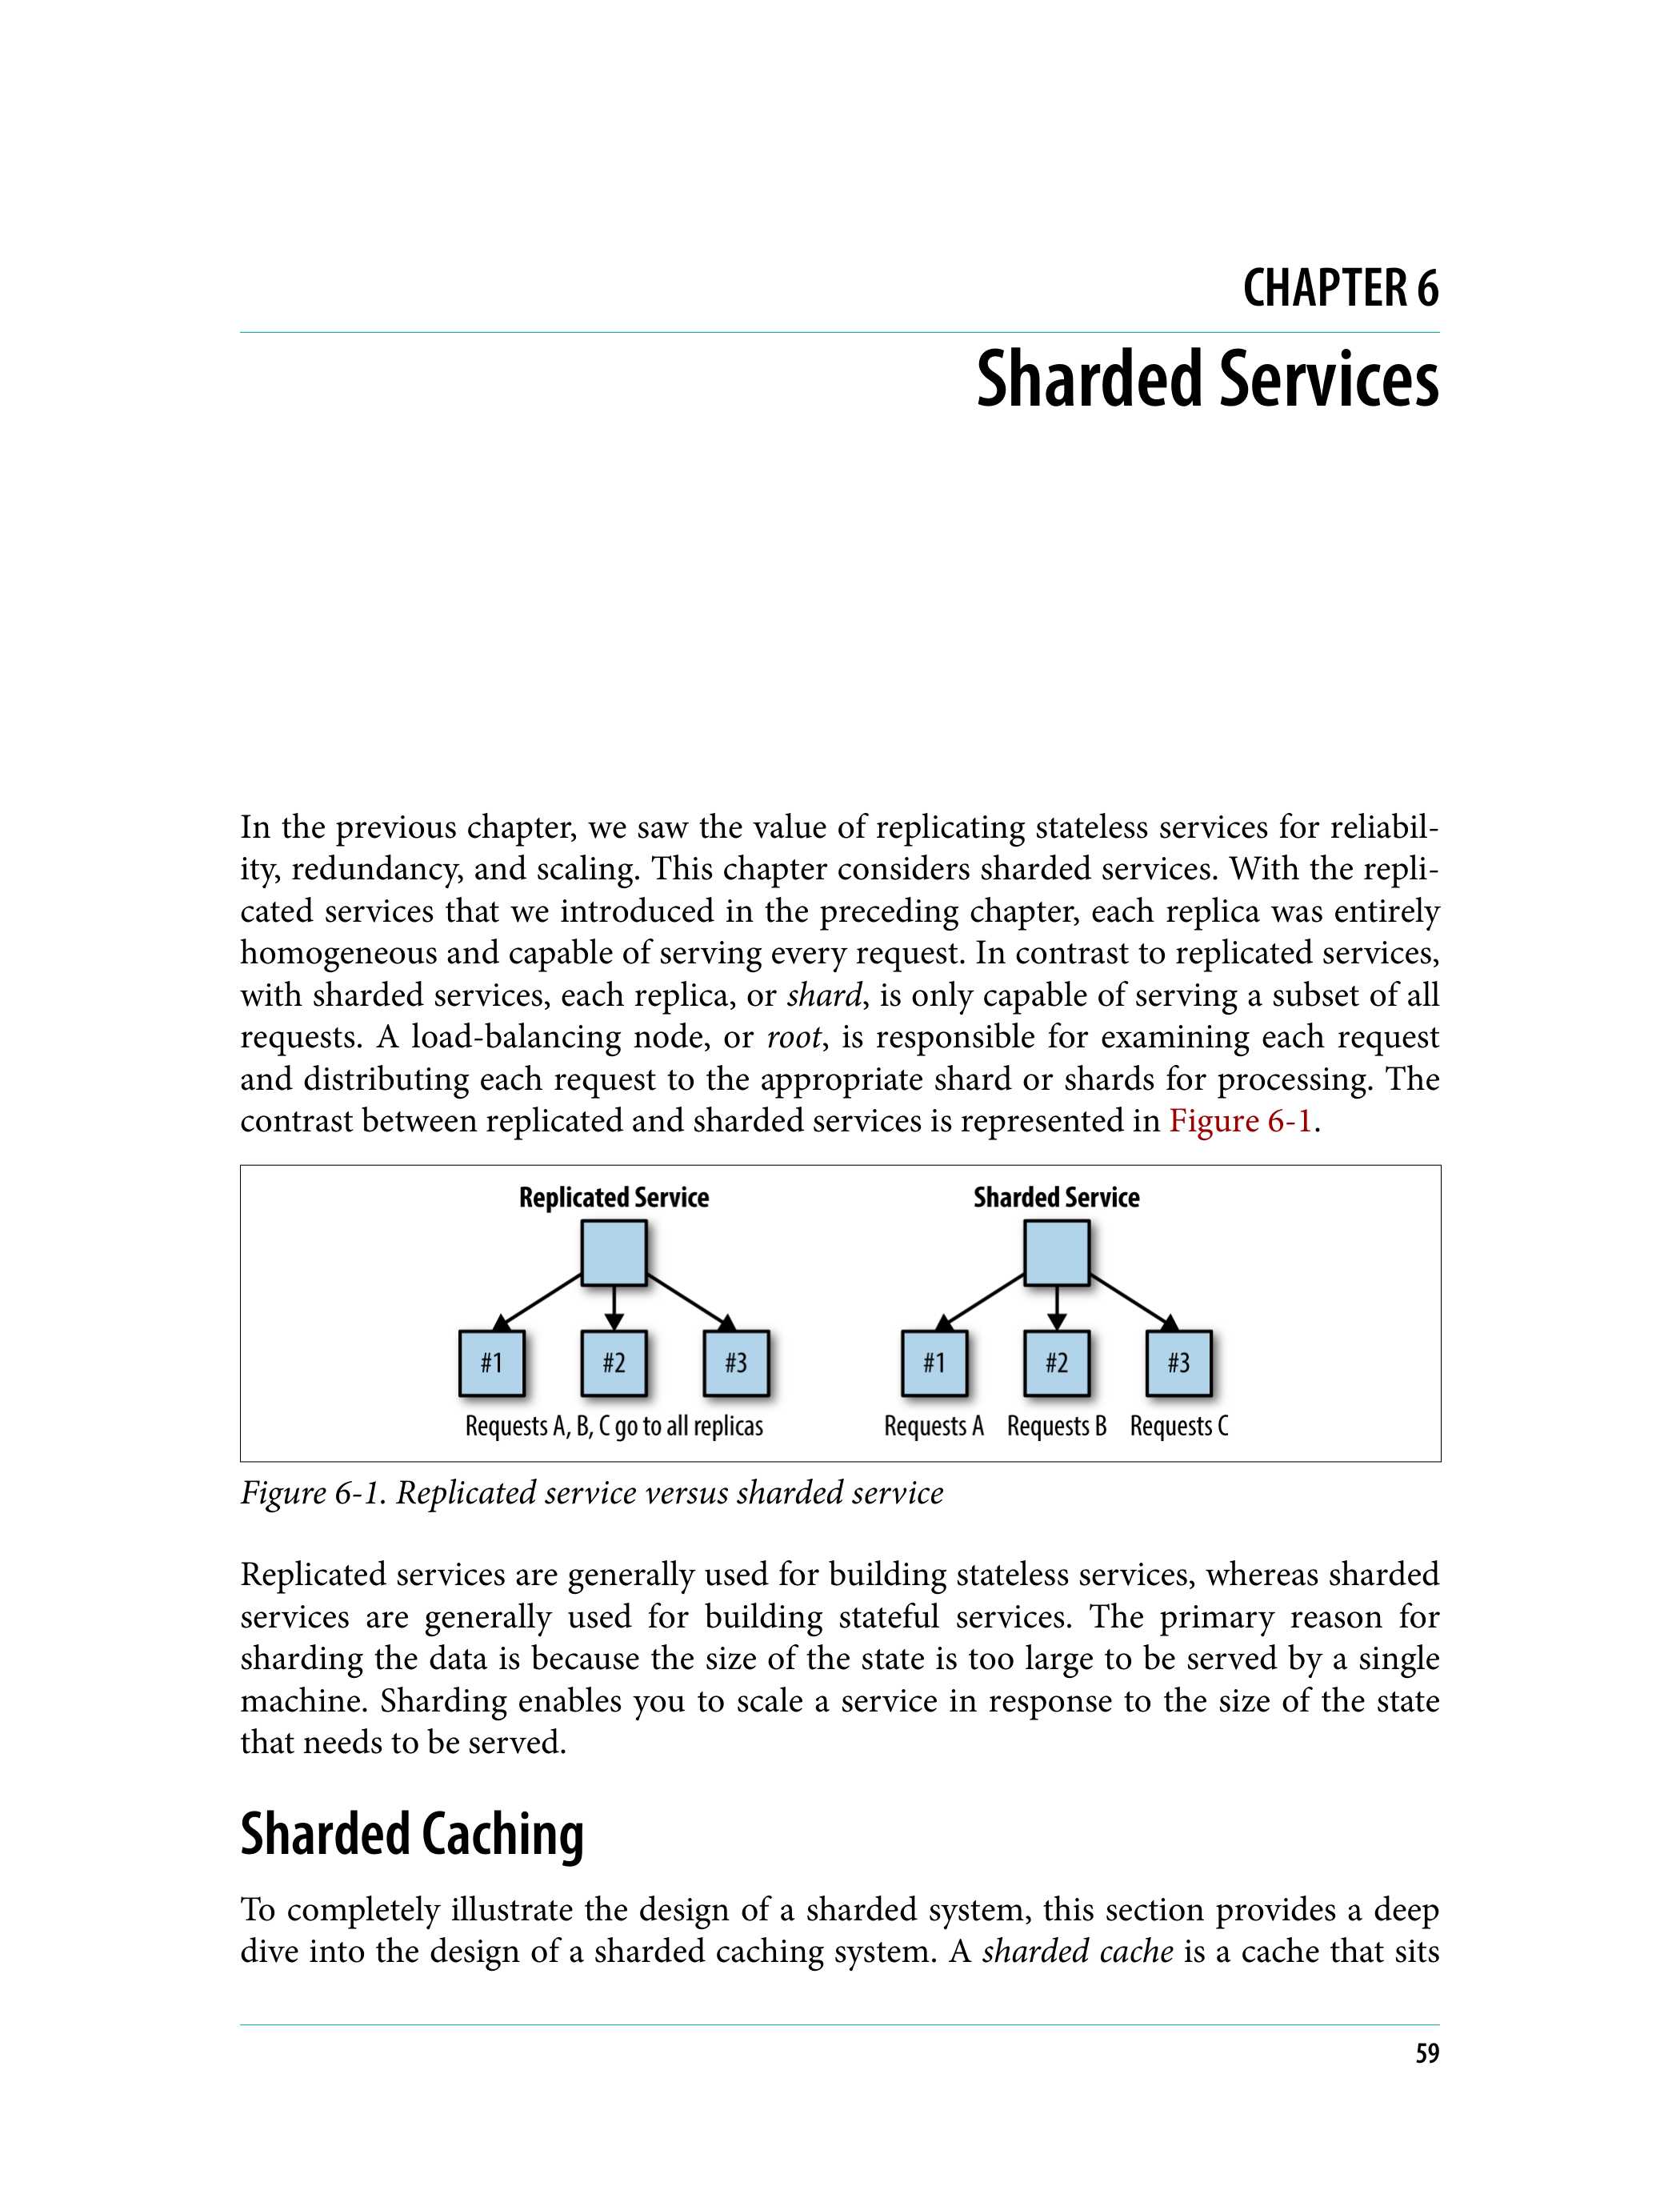 CHAPTER 6
Sharded Services
In the previous chapter, we saw the value of replicating stateless services for reliabil-
ity, redundancy, and scaling. This chapter considers sharded services. With the repli-
cated services that we introduced in the preceding chapter, each replica was entirely
homogeneous and capable of serving every request. In contrast to replicated services,
with sharded services, each replica, or shard, is only capable of serving a subset of all
requests. A load-balancing node, or root, is responsible for examining each request
and distributing each request to the appropriate shard or shards for processing. The
contrast between replicated and sharded services is represented in Figure 6-1.
Replicated Service
#1 #2 #3
Requests A, B, C go to all replicas
Sharded Service
#1 #2 #3
Requests A Requests B Requests C
Figure 6-1. Replicated service versus sharded service
Replicated services are generally used for building stateless services, whereas sharded
services are generally used for building stateful services. The primary reason for
sharding the data is because the size of the state is too large to be served by a single
machine. Sharding enables you to scale a service in response to the size of the state
that needs to be served.
Sharded Caching
To completely illustrate the design of a sharded system, this section provides a deep
dive into the design of a sharded caching system. A sharded cache is a cache that sits
59